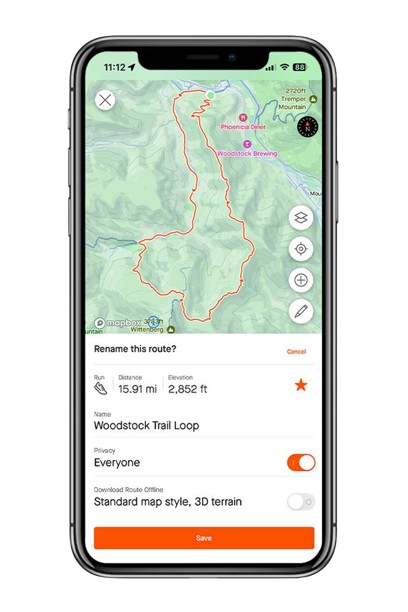 11:12
88
2720ft
Tremper
Mountain
N
Phoenicia Diner
Woodstock Brewing
Mou
mapbox
Wittenberg
untain
Rename this route?
Cancel
Run
Distance
Elevation
15.91 mi
2,852 ft
Name
Woodstock Trail Loop
Privacy
Everyone
Download Route Offline
Standard map style, 3D terrain
Save